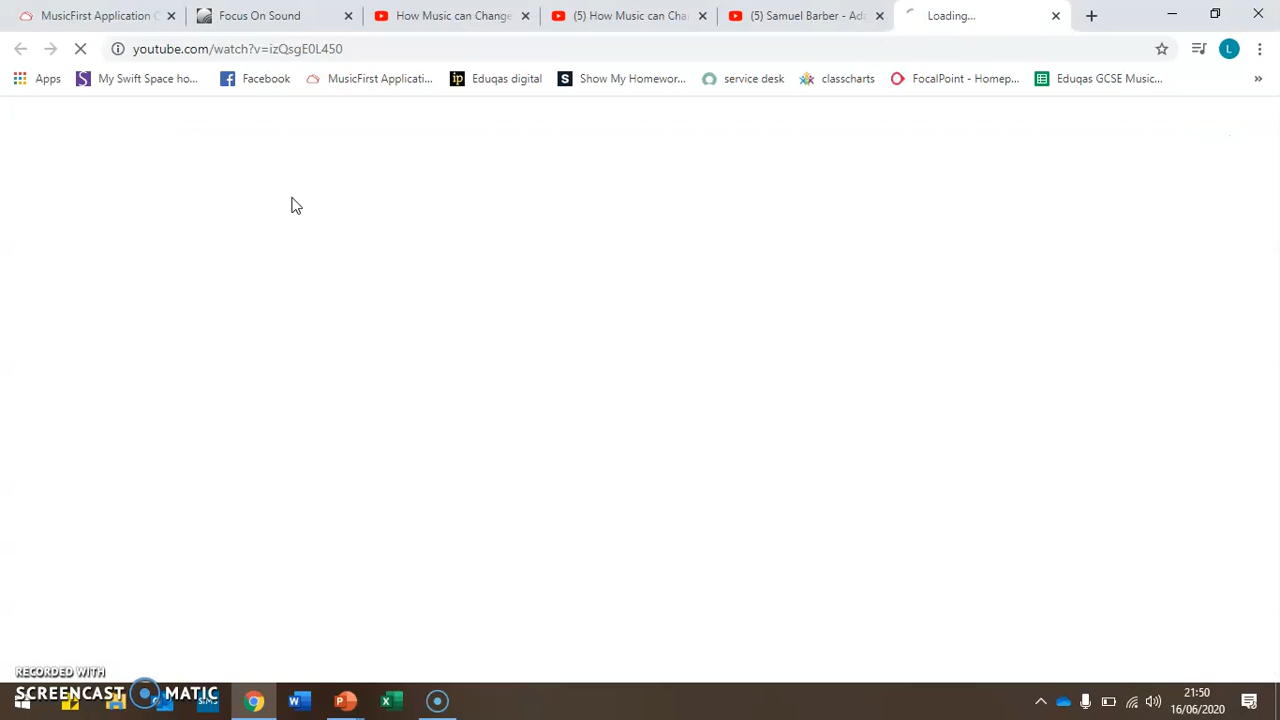 MusicFirst Application C
Focus On Sound
How Music can Change
(5) How Music can Cha
(5) Samuel Barber - Ada
Loading...
youtube.com/watch?v=izQsgE0L450
L
Apps
My Swift Space ho...
Facebook
MusicFirst Applicati...
Eduqas digital
Show My Homewor...
service desk
classcharts
FocalPoint - Homep...
Eduqas GCSE Music...
RECORDED WITH
SCREENCAST MATIC
SIMS
21:50
16/06/2020